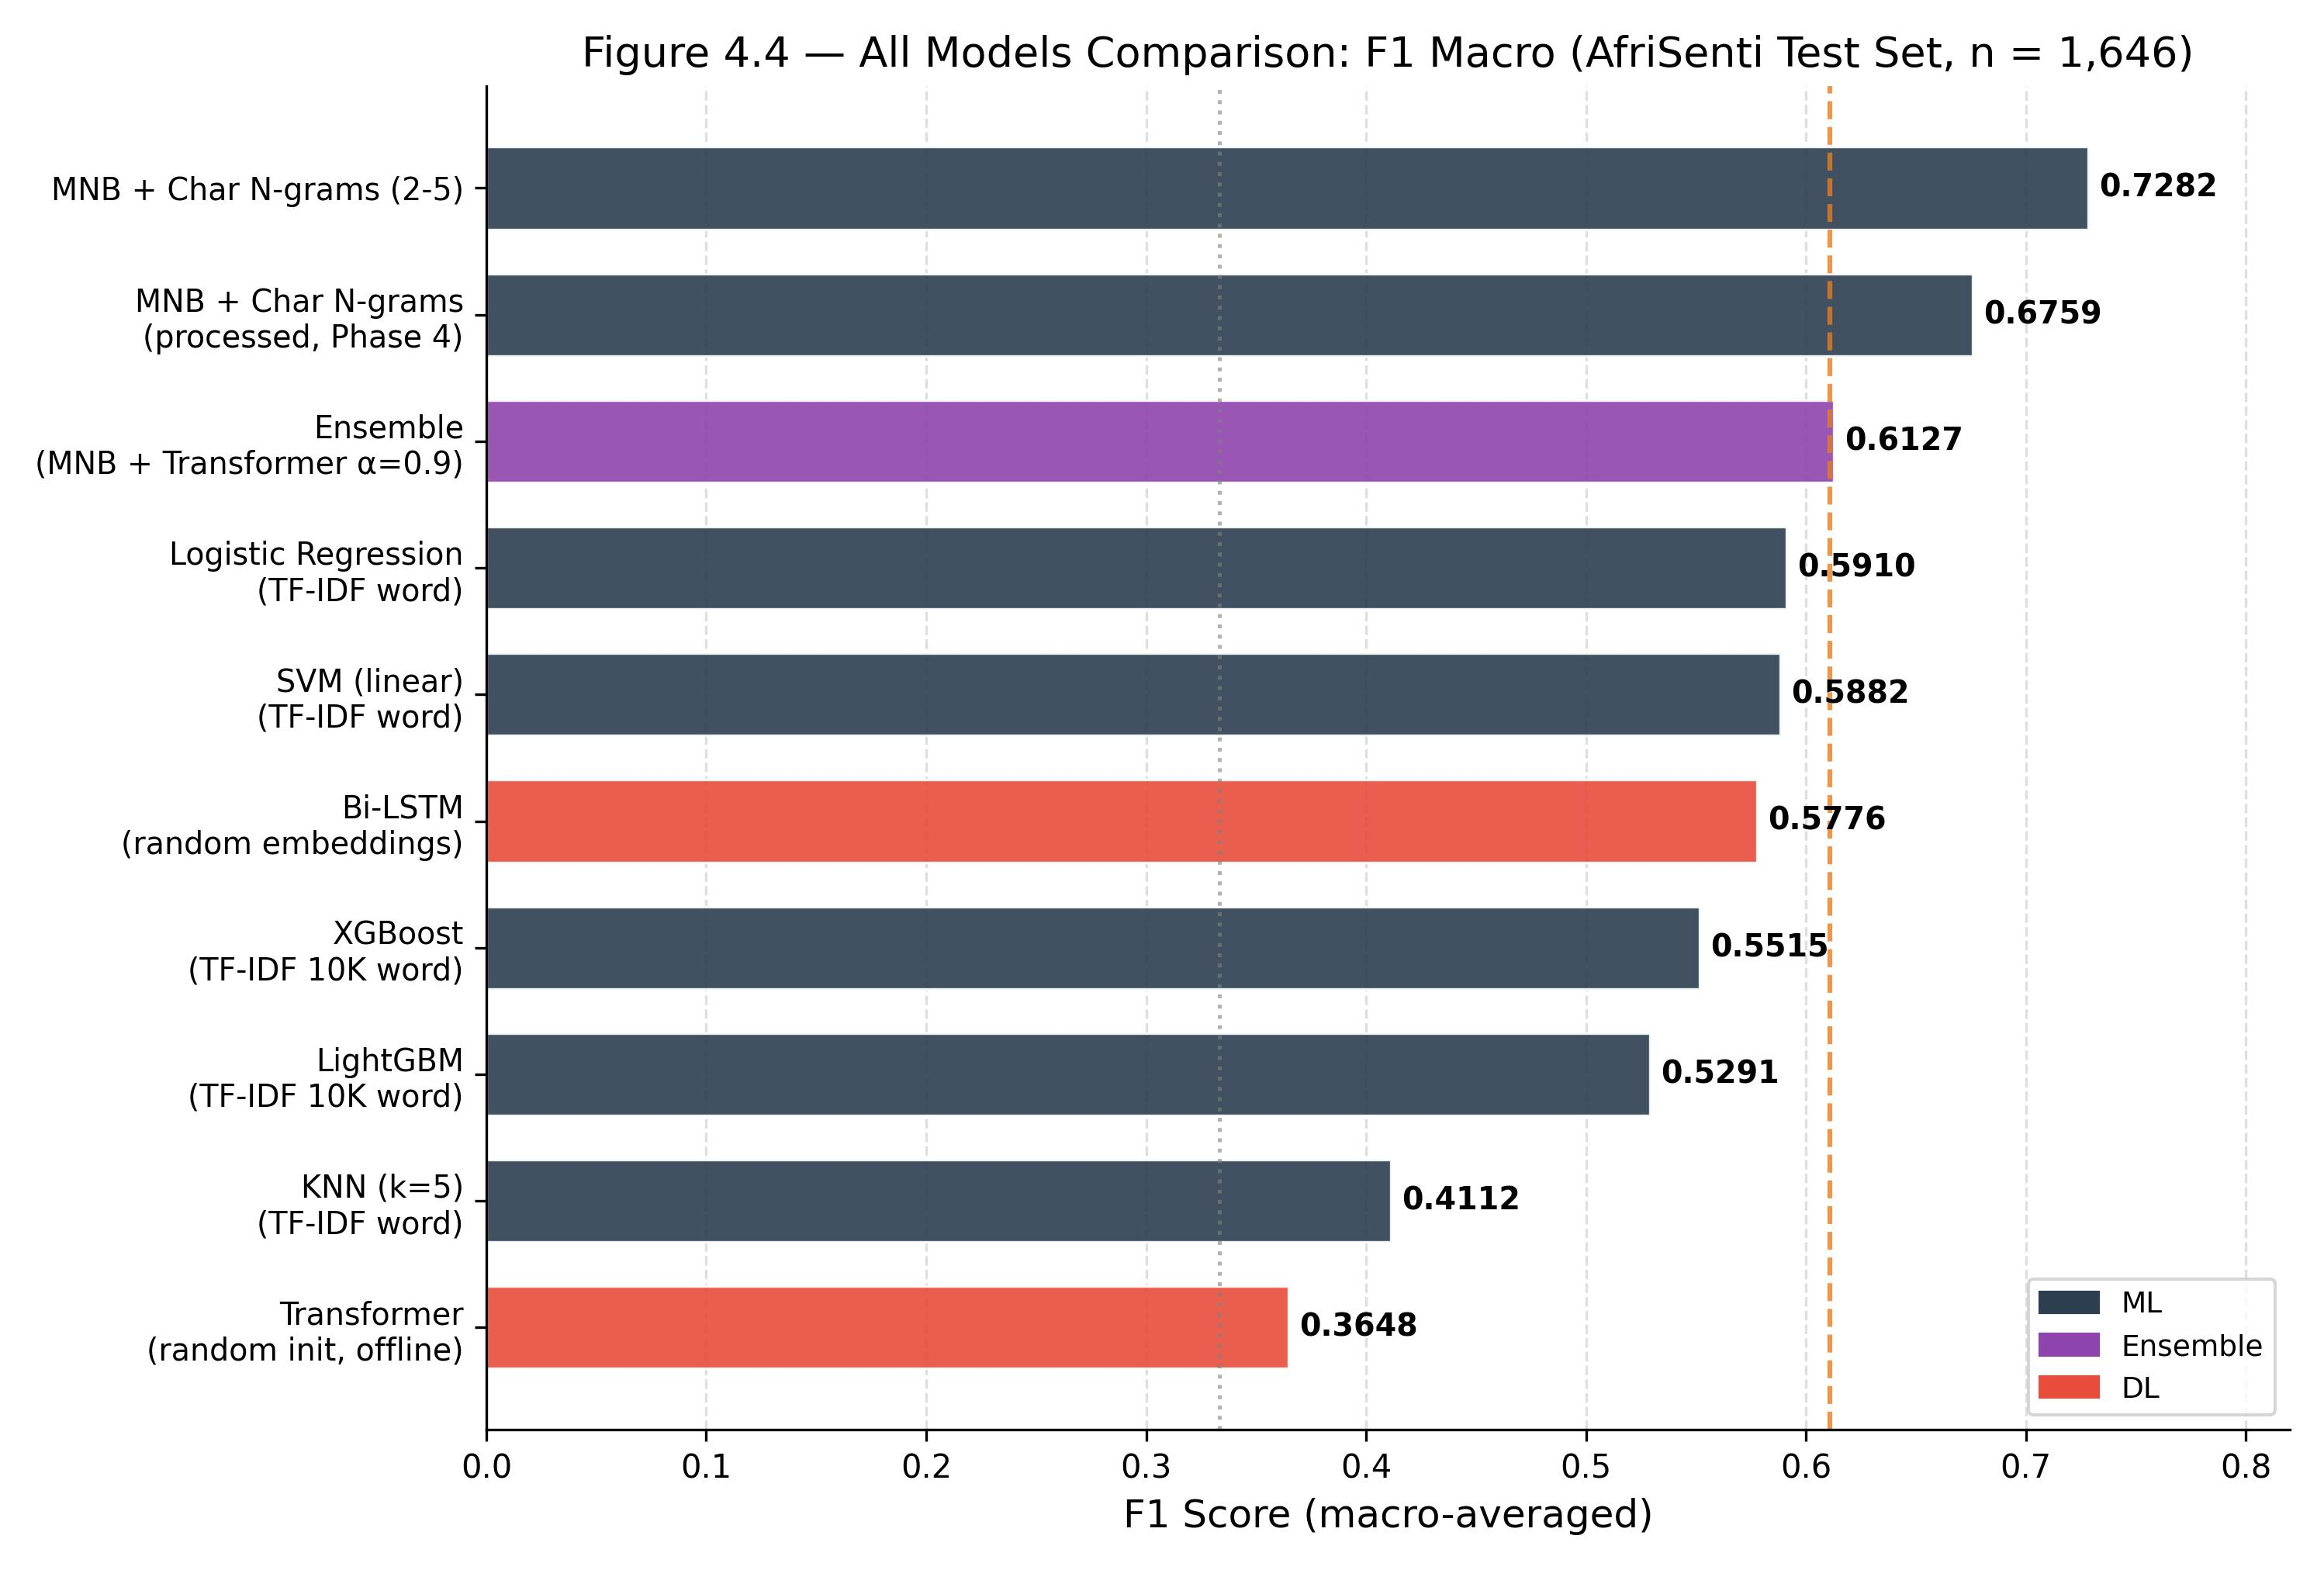 Figure 4.4 — All Models Comparison: F1 Macro (AfriSenti Test Set, n = 1,646)
MNB + Char N-grams (2-5)
0.7282
MNB + Char N-grams
(processed, Phase 4)
0.6759
Ensemble
(MNB + Transformer α=0.9)
0.6127
Logistic Regression
(TF-IDF word)
0.5910
SVM (linear)
(TF-IDF word)
0.5882
Bi-LSTM
(random embeddings)
0.5776
XGBoost
(TF-IDF 10K word)
0.5515
LightGBM
(TF-IDF 10K word)
0.5291
KNN (k=5)
(TF-IDF word)
0.4112
Transformer
(random init, offline)
0.3648
ML
Ensemble
DL
0.0 0.1 0.2 0.3 0.4 0.5 0.6 0.7 0.8
F1 Score (macro-averaged)